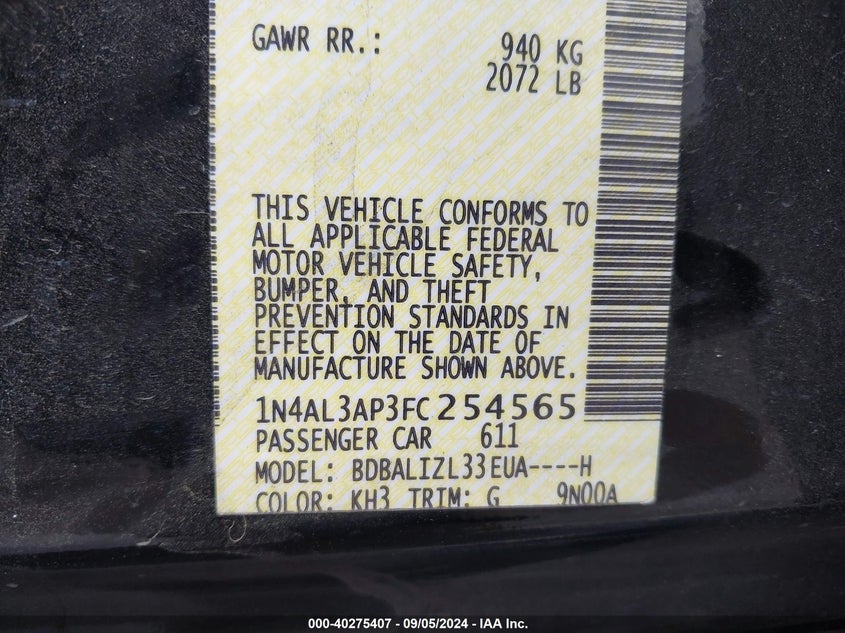 GAWR RR.: 940 KG
2072 LB
THIS VEHICLE CONFORMS TO
ALL APPLICABLE FEDERAL
MOTOR VEHICLE SAFETY,
BUMPER, AND THEFT
PREVENTION STANDARDS IN
EFFECT ON THE DATE OF
MANUFACTURE SHOWN ABOVE.
1N4AL3AP3FC254565
PASSENGER CAR 611
MODEL: BDBALIZL33EUA----H
COLOR: KH3 TRIM: G 9N00A
000-40275407 - 09/05/2024 - IAA Inc.